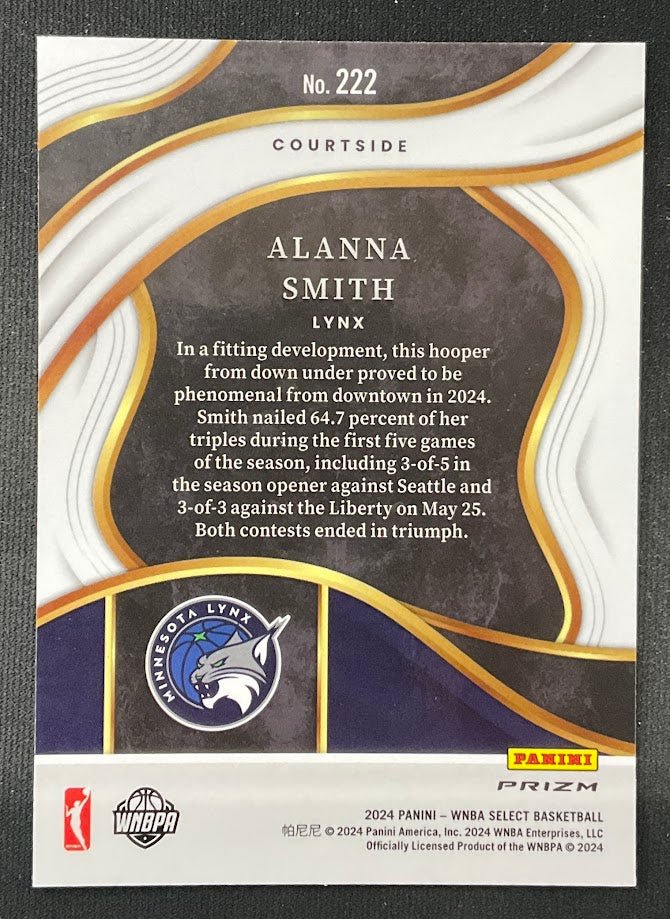 No. 222
COURTSIDE
ALANNA
SMITH
LYNX
In a fitting development, this hooper
from down under proved to be
phenomenal from downtown in 2024.
Smith nailed 64.7 percent of her
triples during the first five games
of the season, including 3-of-5 in
the season opener against Seattle and
3-of-3 against the Liberty on May 25.
Both contests ended in triumph.
MINNESOTA LYNX
PANINI
PRIZM
WNBPA
2024 PANINI – WNBA SELECT BASKETBALL
帕尼尼 © 2024 Panini America, Inc. 2024 WNBA Enterprises, LLC
Officially Licensed Product of the WNBPA © 2024